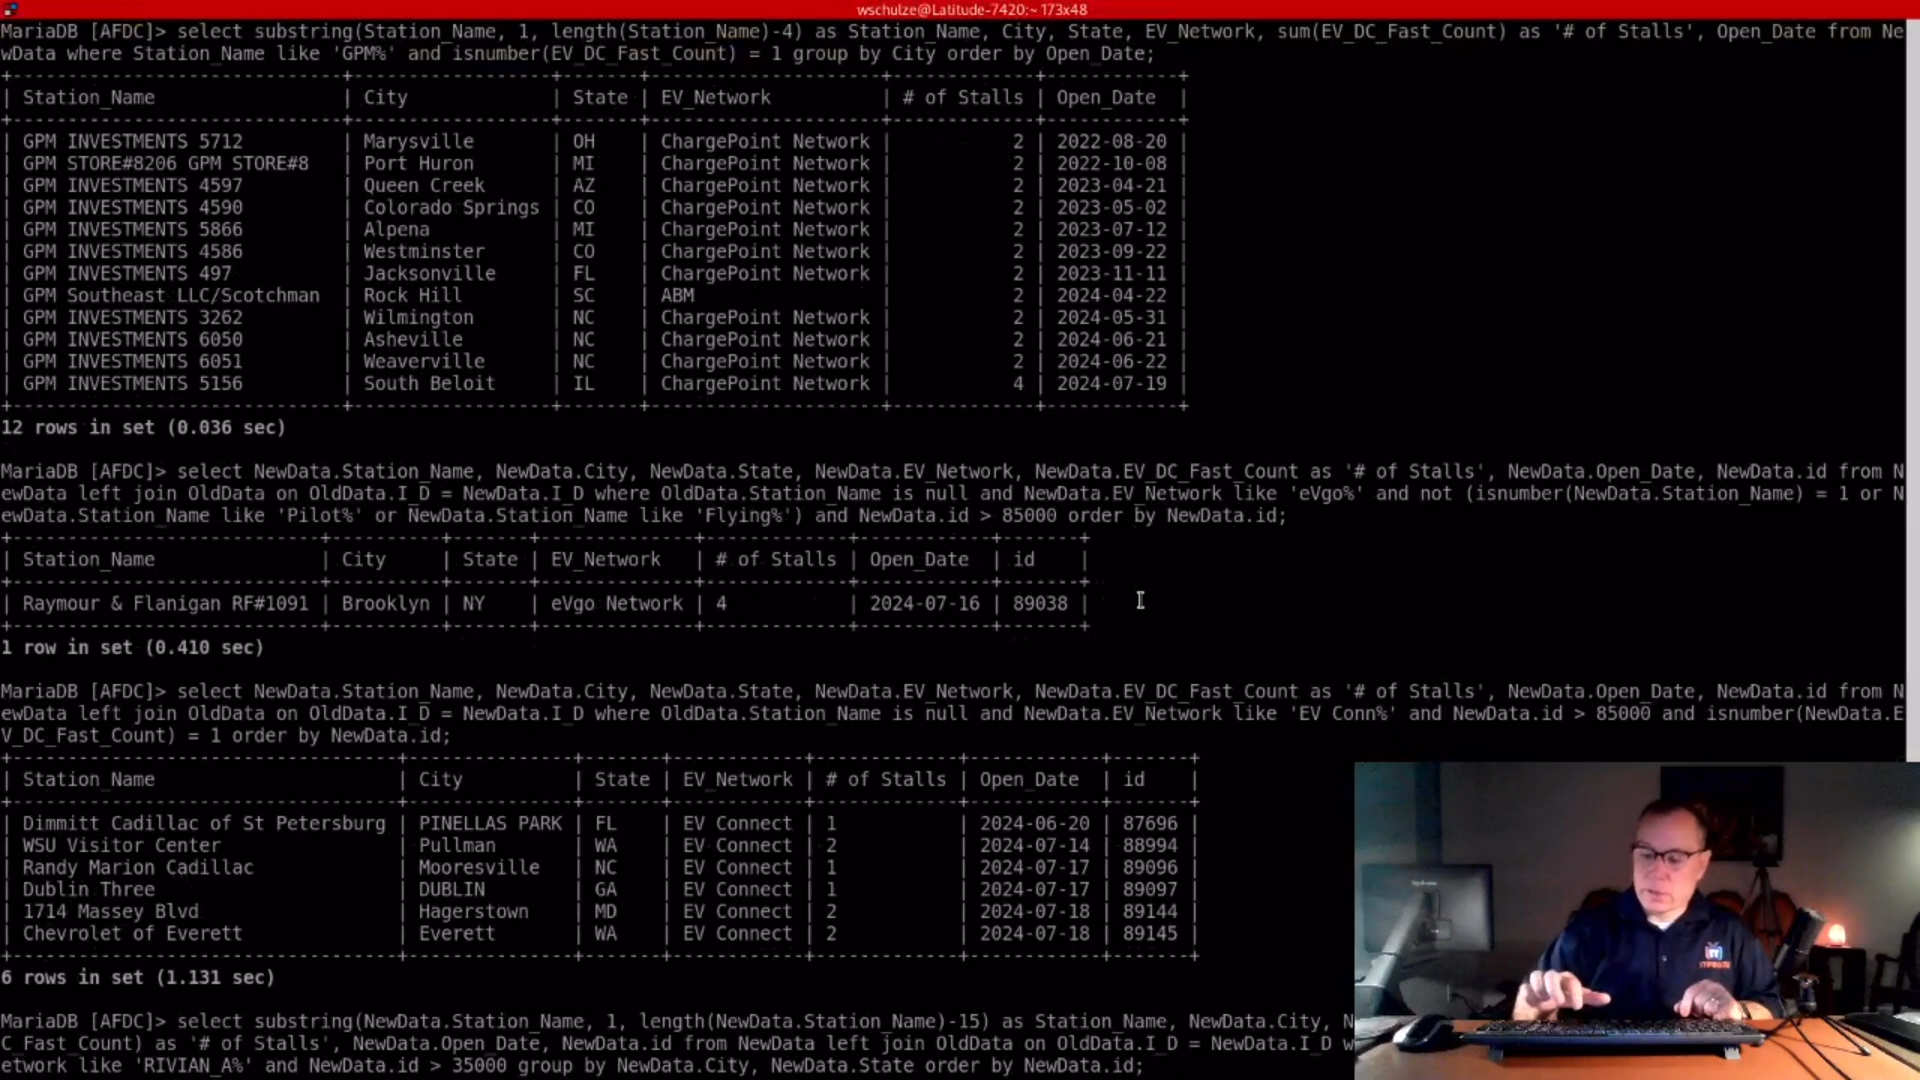 wschulze@Latitude-7420:~ 173x48
MariaDB [AFDC]> select substring(Station_Name, 1, length(Station_Name)-4) as Station_Name, City, State, EV_Network, sum(EV_DC_Fast_Count) as '# of Stalls', Open_Date from Ne
wData where Station_Name like 'GPM%' and isnumber(EV_DC_Fast_Count) = 1 group by City order by Open_Date;
+-----------------------------+------------------+-------+---------------------+-------------+------------+
| Station_Name | City | State | EV_Network | # of Stalls | Open_Date |
+-----------------------------+------------------+-------+---------------------+-------------+------------+
| GPM INVESTMENTS 5712 | Marysville | OH | ChargePoint Network | 2 | 2022-08-20 |
| GPM STORE#8206 GPM STORE#8 | Port Huron | MI | ChargePoint Network | 2 | 2022-10-08 |
| GPM INVESTMENTS 4597 | Queen Creek | AZ | ChargePoint Network | 2 | 2023-04-21 |
| GPM INVESTMENTS 4590 | Colorado Springs | CO | ChargePoint Network | 2 | 2023-05-02 |
| GPM INVESTMENTS 5866 | Alpena | MI | ChargePoint Network | 2 | 2023-07-12 |
| GPM INVESTMENTS 4586 | Westminster | CO | ChargePoint Network | 2 | 2023-09-22 |
| GPM INVESTMENTS 497 | Jacksonville | FL | ChargePoint Network | 2 | 2023-11-11 |
| GPM Southeast LLC/Scotchman | Rock Hill | SC | ABM | 2 | 2024-04-22 |
| GPM INVESTMENTS 3262 | Wilmington | NC | ChargePoint Network | 2 | 2024-05-31 |
| GPM INVESTMENTS 6050 | Asheville | NC | ChargePoint Network | 2 | 2024-06-21 |
| GPM INVESTMENTS 6051 | Weaverville | NC | ChargePoint Network | 2 | 2024-06-22 |
| GPM INVESTMENTS 5156 | South Beloit | IL | ChargePoint Network | 4 | 2024-07-19 |
+-----------------------------+------------------+-------+---------------------+-------------+------------+
12 rows in set (0.036 sec)
MariaDB [AFDC]> select NewData.Station_Name, NewData.City, NewData.State, NewData.EV_Network, NewData.EV_DC_Fast_Count as '# of Stalls', NewData.Open_Date, NewData.id from N
ewData left join OldData on OldData.I_D = NewData.I_D where OldData.Station_Name is null and NewData.EV_Network like 'eVgo%' and not (isnumber(NewData.Station_Name) = 1 or N
ewData.Station_Name like 'Pilot%' or NewData.Station_Name like 'Flying%') and NewData.id > 85000 order by NewData.id;
+---------------------------+----------+-------+--------------+-------------+------------+-------+
| Station_Name | City | State | EV_Network | # of Stalls | Open_Date | id |
+---------------------------+----------+-------+--------------+-------------+------------+-------+
| Raymour & Flanigan RF#1091 | Brooklyn | NY | eVgo Network | 4 | 2024-07-16 | 89038 |
+---------------------------+----------+-------+--------------+-------------+------------+-------+
1 row in set (0.410 sec)
MariaDB [AFDC]> select NewData.Station_Name, NewData.City, NewData.State, NewData.EV_Network, NewData.EV_DC_Fast_Count as '# of Stalls', NewData.Open_Date, NewData.id from N
ewData left join OldData on OldData.I_D = NewData.I_D where OldData.Station_Name is null and NewData.EV_Network like 'EV Conn%' and NewData.id > 85000 and isnumber(NewData.E
V_DC_Fast_Count) = 1 order by NewData.id;
+-----------------------------------+---------------+-------+------------+-------------+------------+-------+
| Station_Name | City | State | EV_Network | # of Stalls | Open_Date | id |
+-----------------------------------+---------------+-------+------------+-------------+------------+-------+
| Dimmitt Cadillac of St Petersburg | PINELLAS PARK | FL | EV Connect | 1 | 2024-06-20 | 87696 |
| WSU Visitor Center | Pullman | WA | EV Connect | 2 | 2024-07-14 | 88994 |
| Randy Marion Cadillac | Mooresville | NC | EV Connect | 1 | 2024-07-17 | 89096 |
| Dublin Three | DUBLIN | GA | EV Connect | 1 | 2024-07-17 | 89097 |
| 1714 Massey Blvd | Hagerstown | MD | EV Connect | 2 | 2024-07-18 | 89144 |
| Chevrolet of Everett | Everett | WA | EV Connect | 2 | 2024-07-18 | 89145 |
+-----------------------------------+---------------+-------+------------+-------------+------------+-------+
6 rows in set (1.131 sec)
MariaDB [AFDC]> select substring(NewData.Station_Name, 1, length(NewData.Station_Name)-15) as Station_Name, NewData.City, N
C_Fast_Count) as '# of Stalls', NewData.Open_Date, NewData.id from NewData left join OldData on OldData.I_D = NewData.I_D w
etwork like 'RIVIAN_A%' and NewData.id > 35000 group by NewData.City, NewData.State order by NewData.id;